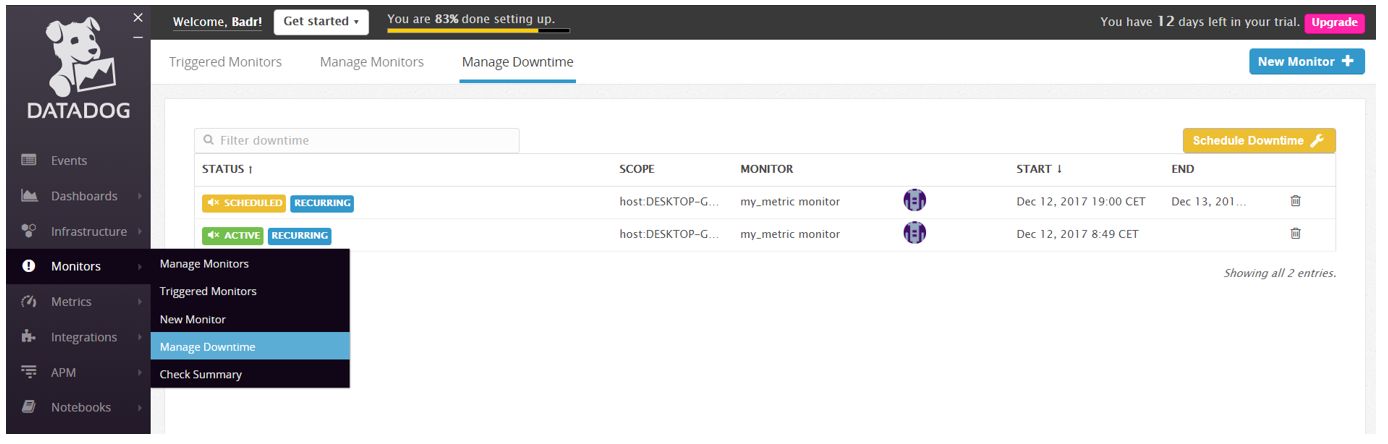 Welcome, Badr! Get started You are 83% done setting up. You have 12 days left in your trial. Upgrade
DATADOG
Triggered Monitors Manage Monitors Manage Downtime New Monitor +
Events
Dashboards
Infrastructure
Monitors
Metrics
Integrations
APM
Notebooks
Manage Monitors
Triggered Monitors
New Monitor
Manage Downtime
Check Summary
Filter downtime Schedule Downtime
STATUS ↑ SCOPE MONITOR START ↓ END
SCHEDULED RECURRING host:DESKTOP-G... my_metric monitor Dec 12, 2017 19:00 CET Dec 13, 201...
ACTIVE RECURRING host:DESKTOP-G... my_metric monitor Dec 12, 2017 8:49 CET
Showing all 2 entries.